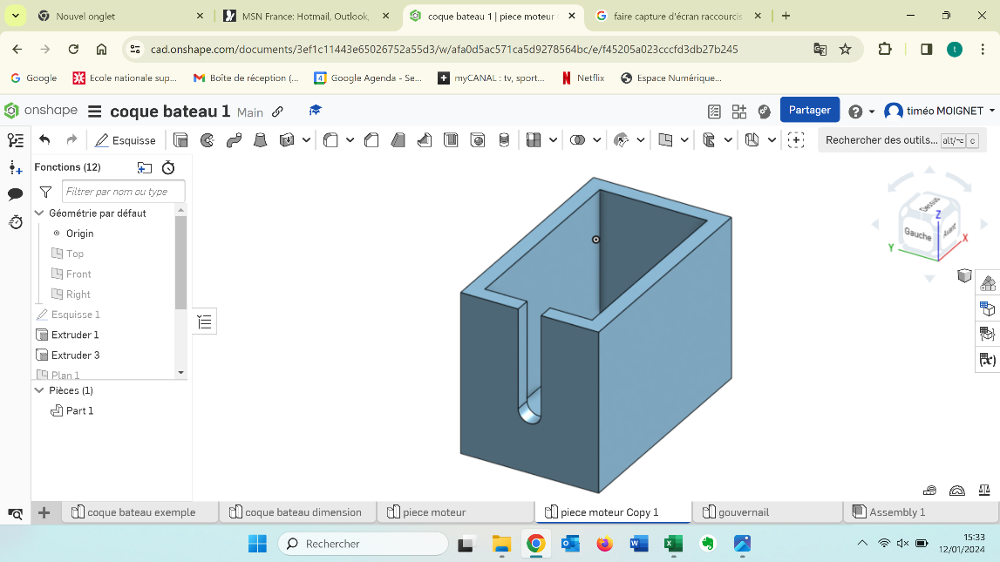 Nouvel onglet
MSN France: Hotmail, Outlook,
coque bateau 1 | piece moteur
faire capture d'écran raccourcis
cad.onshape.com/documents/3ef1c11443e65026752a55d3/w/afa0d5ac571ca5d9278564bc/e/f45205a023cccfd3db27b245
t
Google
Ecole nationale sup...
Boîte de réception (...
Google Agenda - Se...
myCANAL : tv, sport...
Netflix
Espace Numérique...
onshape
coque bateau 1 Main
Partager
timéo MOIGNET
Esquisse
Rechercher des outils... alt/⌥ c
Fonctions (12)
Filtrer par nom ou type
Géométrie par défaut
Origin
Top
Front
Right
Esquisse 1
Extruder 1
Extruder 3
Plan 1
Pièces (1)
Part 1
Dessus
Gauche
Avant
Z
X
Y
coque bateau exemple
coque bateau dimension
piece moteur
piece moteur Copy 1
gouvernail
Assembly 1
Rechercher
15:33
12/01/2024